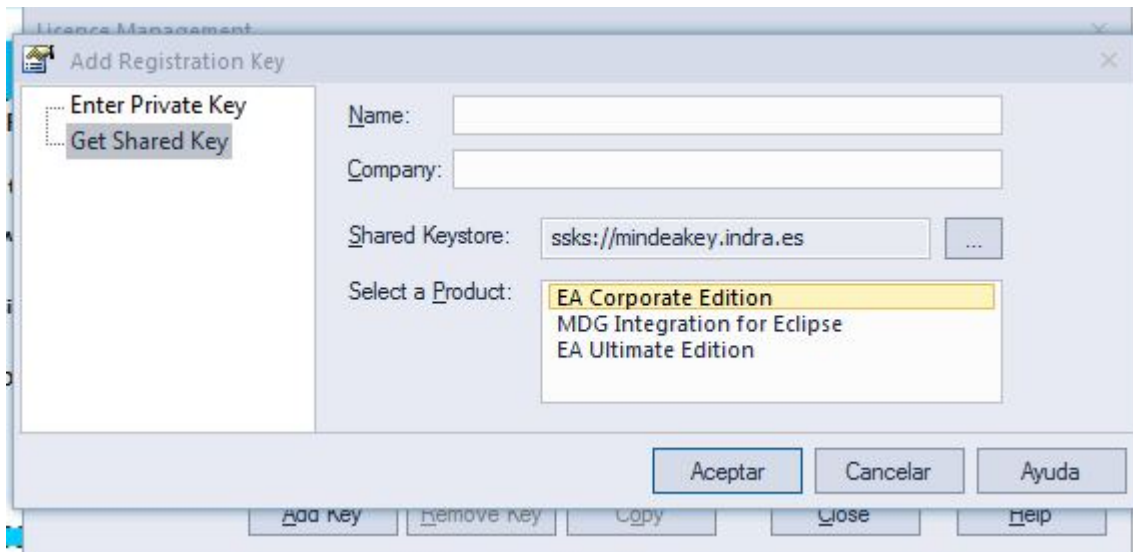 Licence Management
Add Registration Key
Enter Private Key
Get Shared Key
Name:
Company:
Shared Keystore: ssks://mindeakey.indra.es ...
Select a Product:
EA Corporate Edition
MDG Integration for Eclipse
EA Ultimate Edition
Aceptar Cancelar Ayuda
Add Key Remove Key Copy Close Help